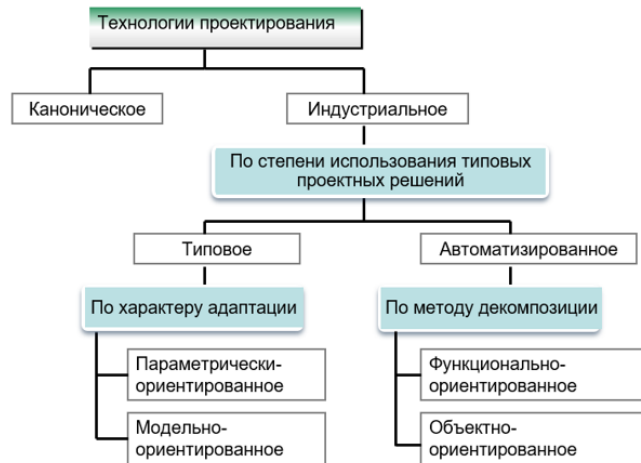 Технологии проектирования
Каноническое
Индустриальное
По степени использования типовых
проектных решений
Типовое
Автоматизированное
По характеру адаптации
По методу декомпозиции
Параметрически-
ориентированное
Функционально-
ориентированное
Модельно-
ориентированное
Объектно-
ориентированное